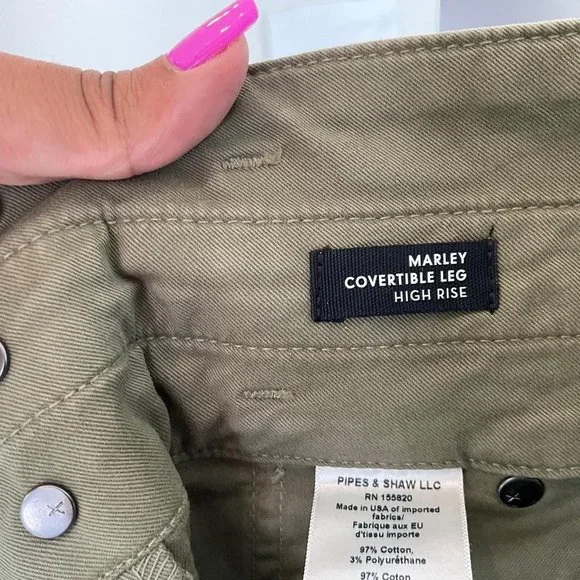 MARLEY
COVERTIBLE LEG
HIGH RISE
PIPES & SHAW LLC
RN 155820
Made in USA of imported
fabrics/
Fabrique aux EU
d'tissu importe
97% Cotton,
3% Polyuréthane
97% Cotton